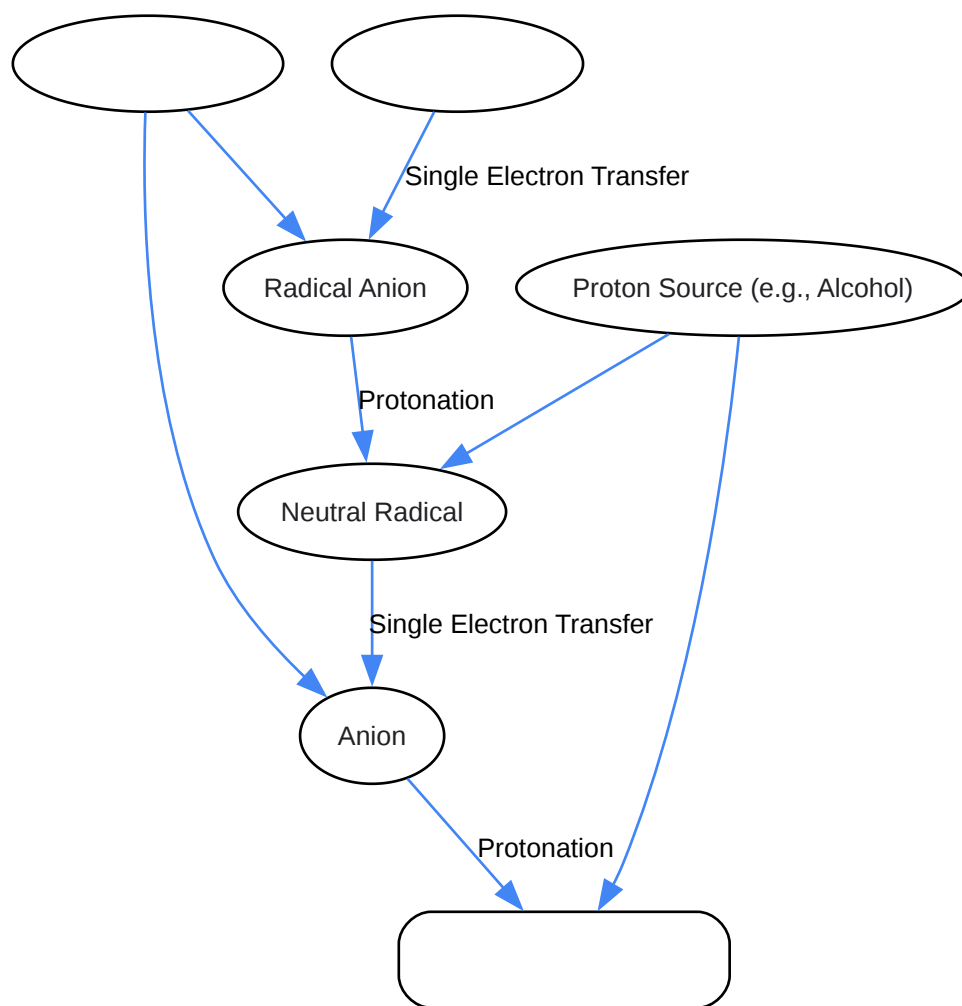 Single Electron Transfer
Radical Anion
Proton Source (e.g., Alcohol)
Protonation
Neutral Radical
Single Electron Transfer
Anion
Protonation